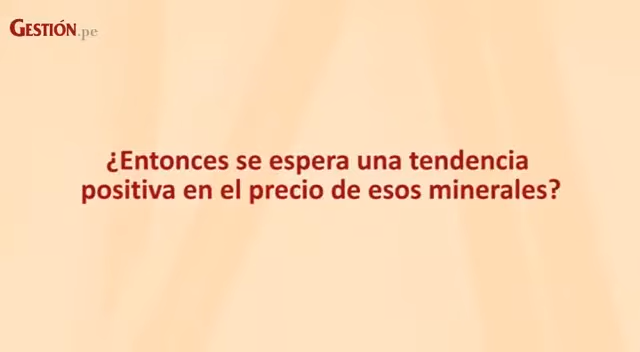 GESTIÓN.pe
¿Entonces se espera una tendencia
positiva en el precio de esos minerales?